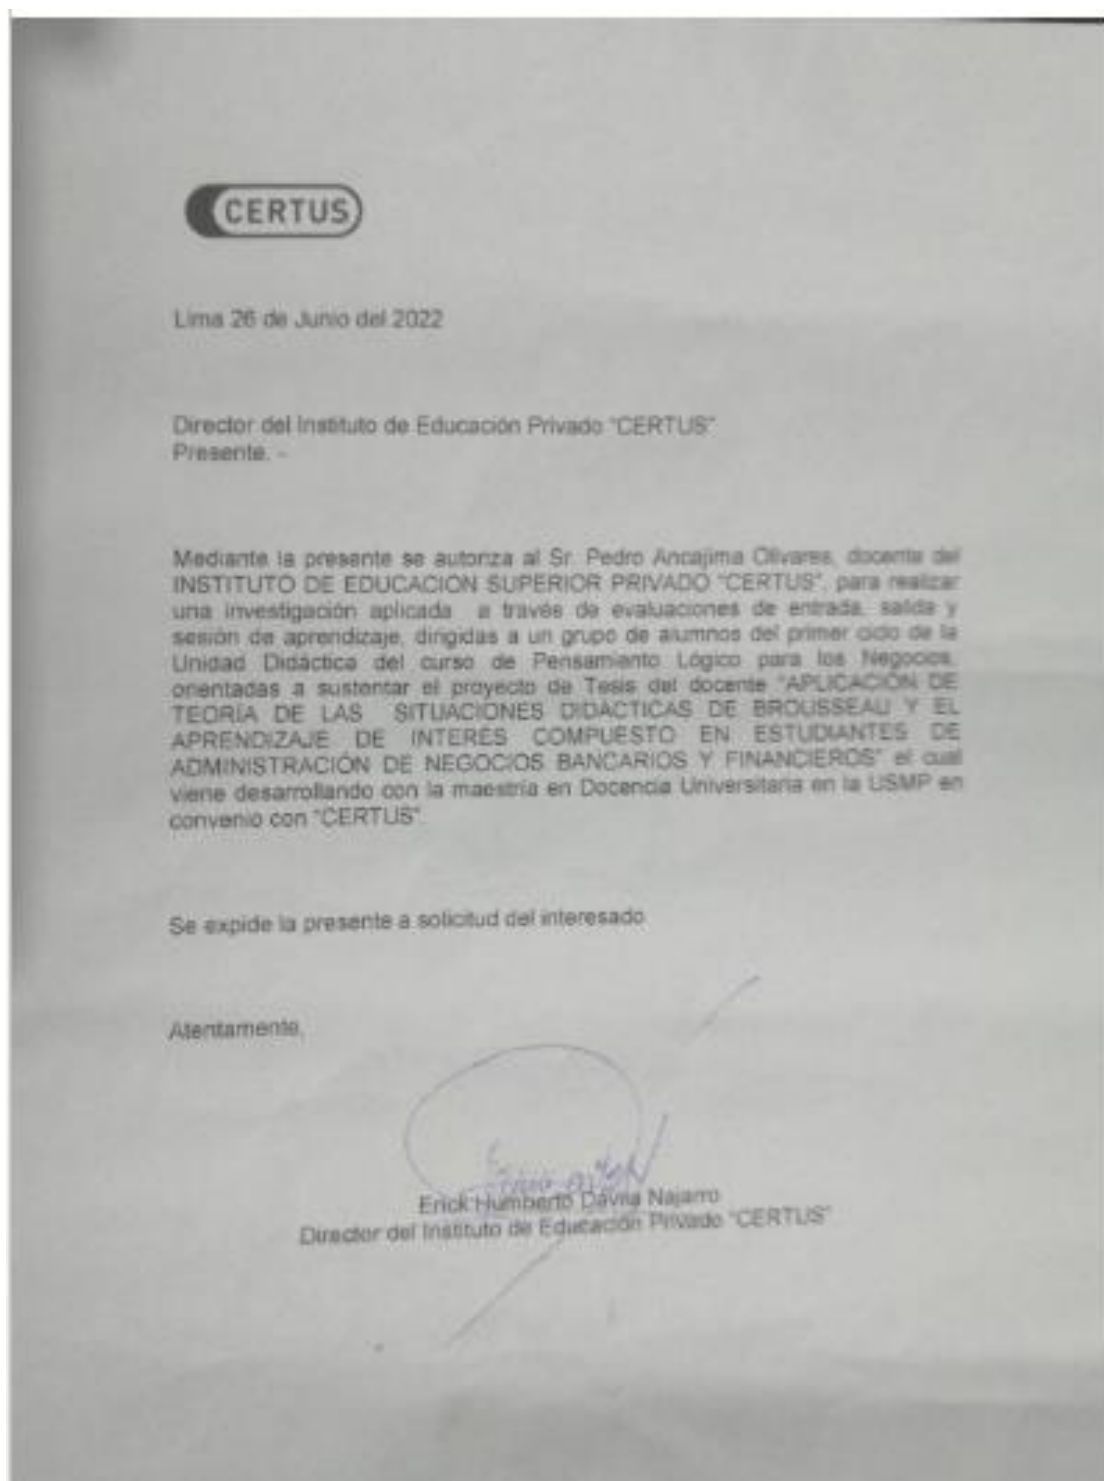 CERTUS
Lima 26 de Junio del 2022
Director del Instituto de Educación Privado "CERTUS"
Presente. -
Mediante la presente se autoriza al Sr. Pedro Ancajima Olivares, docente del
INSTITUTO DE EDUCACION SUPERIOR PRIVADO "CERTUS", para realizar
una investigación aplicada a través de evaluaciones de entrada, salida y
sesión de aprendizaje, dirigidas a un grupo de alumnos del primer ciclo de la
Unidad Didáctica del curso de Pensamiento Lógico para los Negocios,
orientadas a sustentar el proyecto de Tesis del docente "APLICACIÓN DE
TEORÍA DE LAS SITUACIONES DIDÁCTICAS DE BROUSSEAU Y EL
APRENDIZAJE DE INTERÉS COMPUESTO EN ESTUDIANTES DE
ADMINISTRACIÓN DE NEGOCIOS BANCARIOS Y FINANCIEROS" el cual
viene desarrollando con la maestría en Docencia Universitaria en la USMP en
convenio con "CERTUS".
Se expide la presente a solicitud del interesado
Atentamente,
Erick Humberto Dávila Najarro
Director del Instituto de Educación Privado "CERTUS"